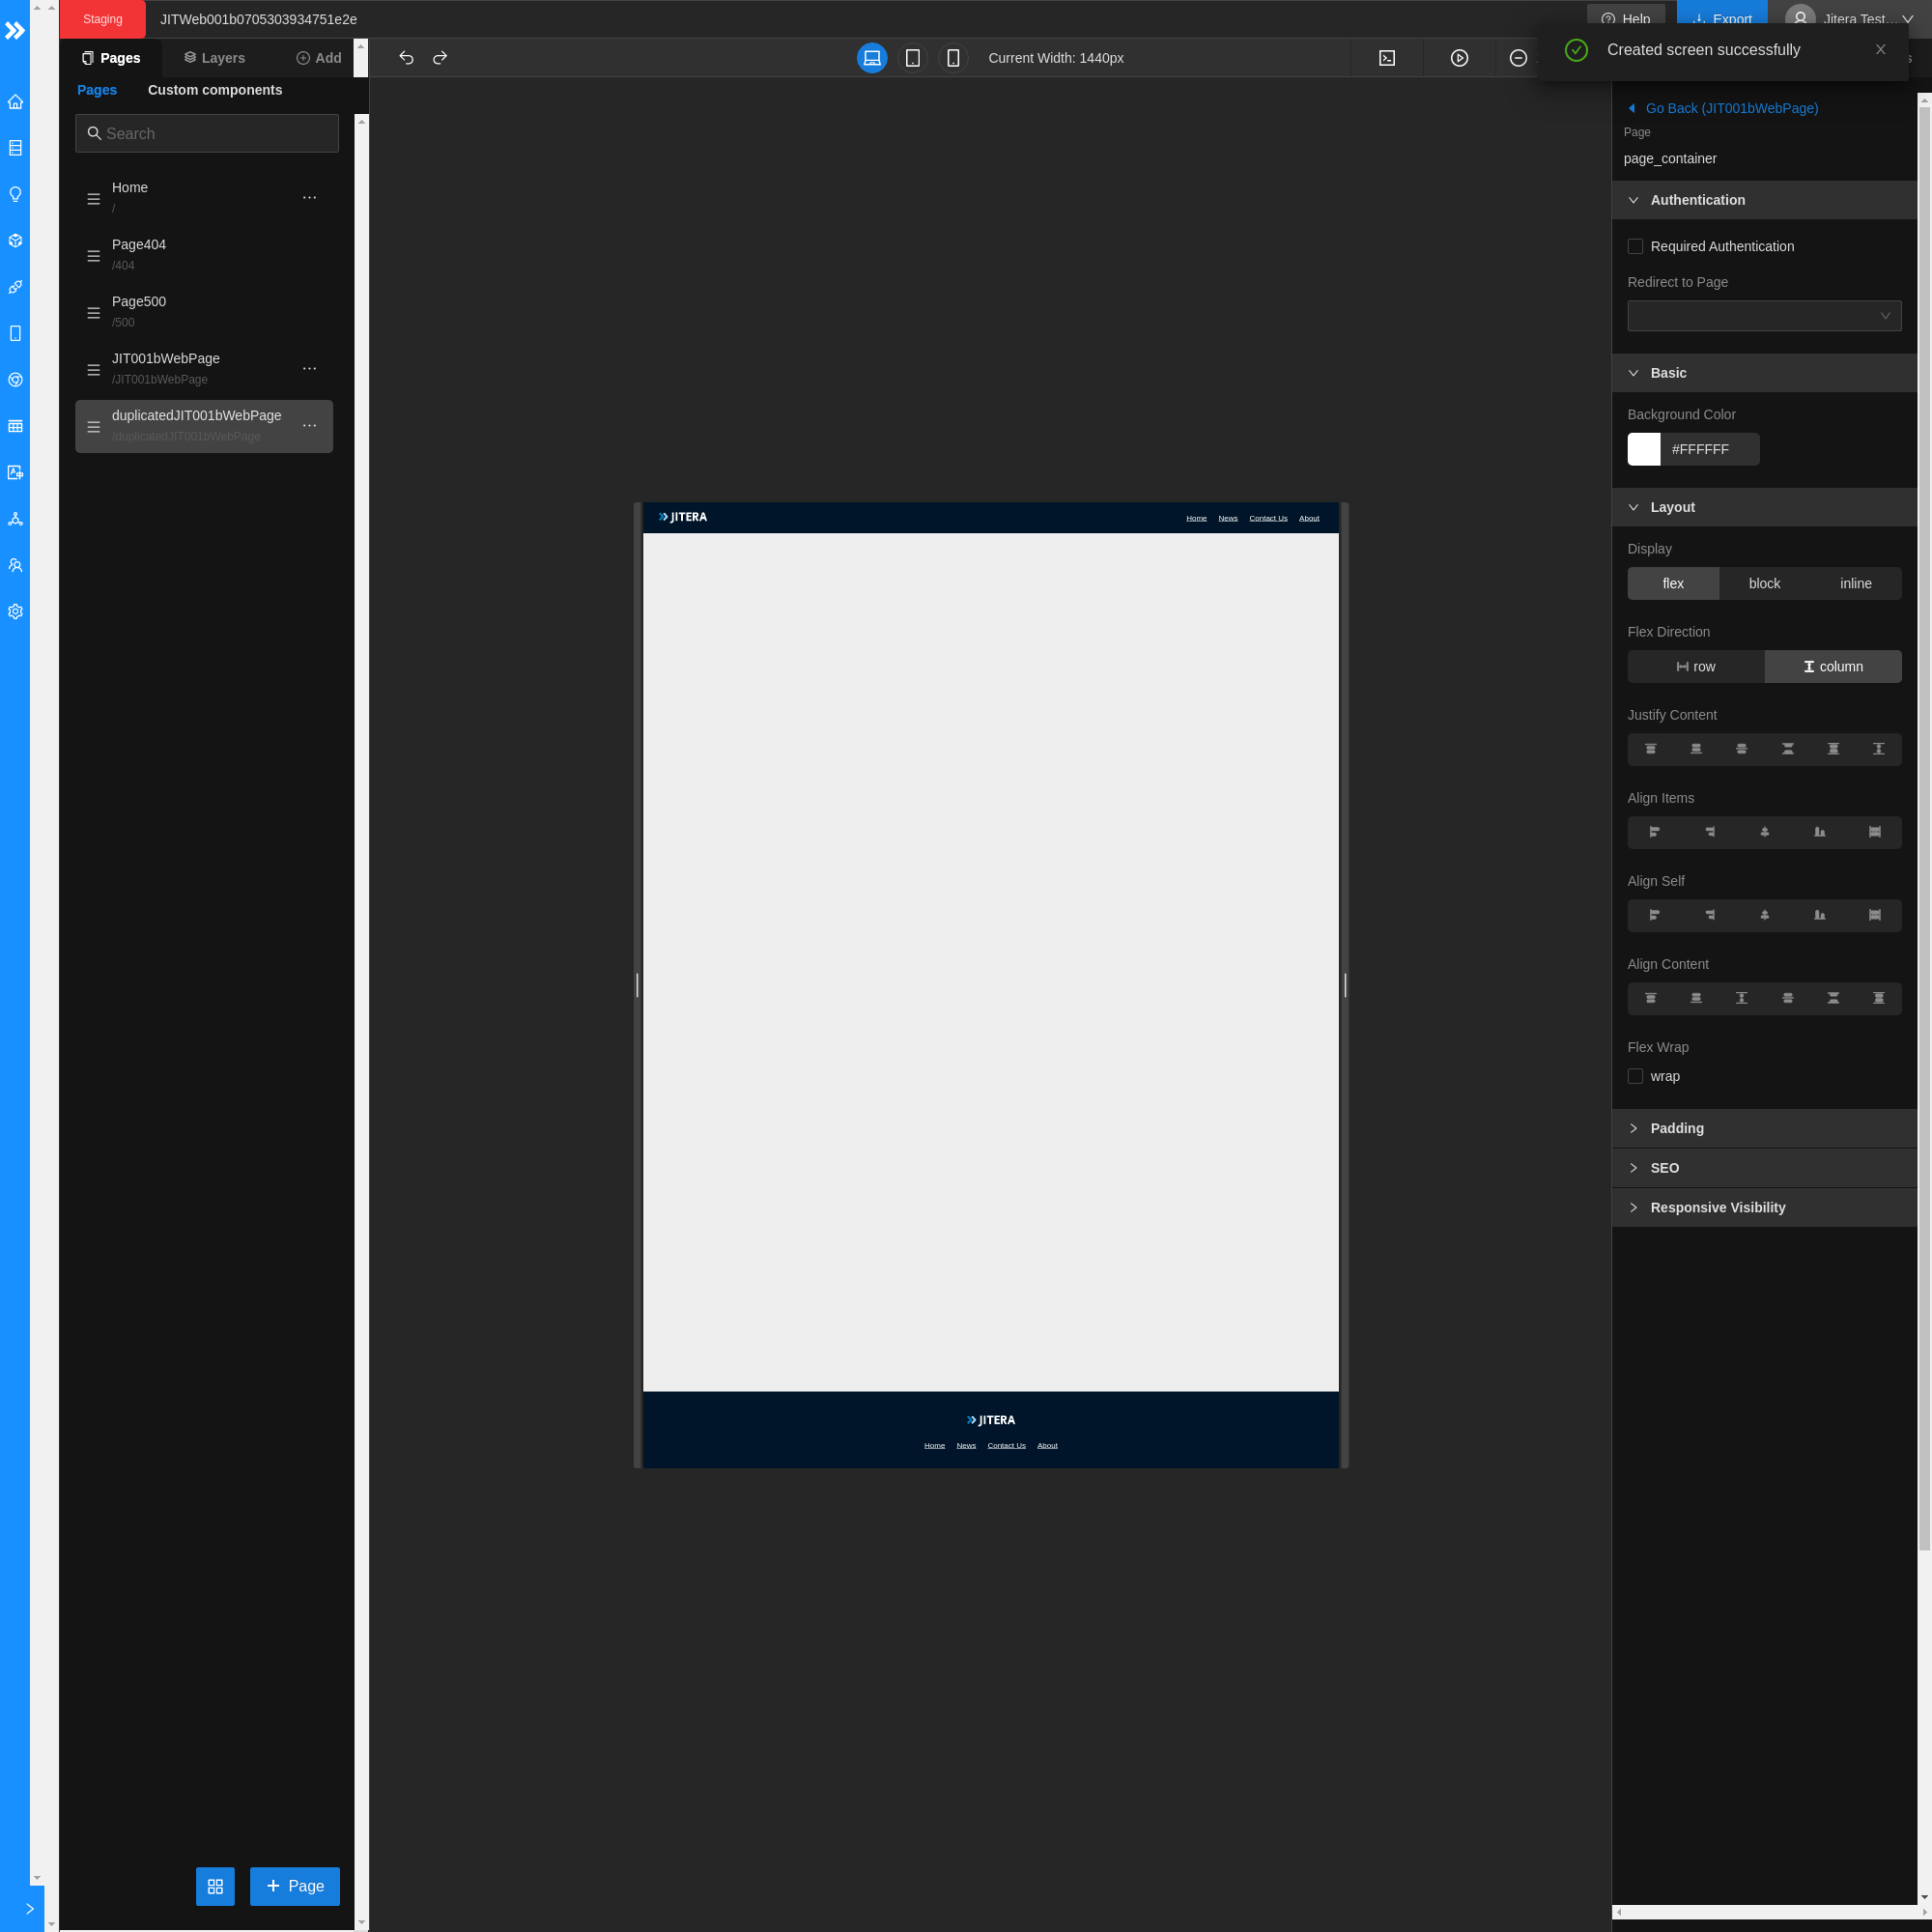 Staging
JITWeb001b0705303934751e2e
Help
Export
Jitera Test...
Created screen successfully
Pages
Layers
Add
Current Width: 1440px
Pages
Custom components
Search
Home
/
Page404
/404
Page500
/500
JIT001bWebPage
/JIT001bWebPage
duplicatedJIT001bWebPage
/duplicatedJIT001bWebPage
Page
JITERA
Home News Contact Us About
JITERA
Home News Contact Us About
Go Back (JIT001bWebPage)
Page
page_container
Authentication
Required Authentication
Redirect to Page
Basic
Background Color
#FFFFFF
Layout
Display
flex block inline
Flex Direction
row column
Justify Content
Align Items
Align Self
Align Content
Flex Wrap
wrap
Padding
SEO
Responsive Visibility